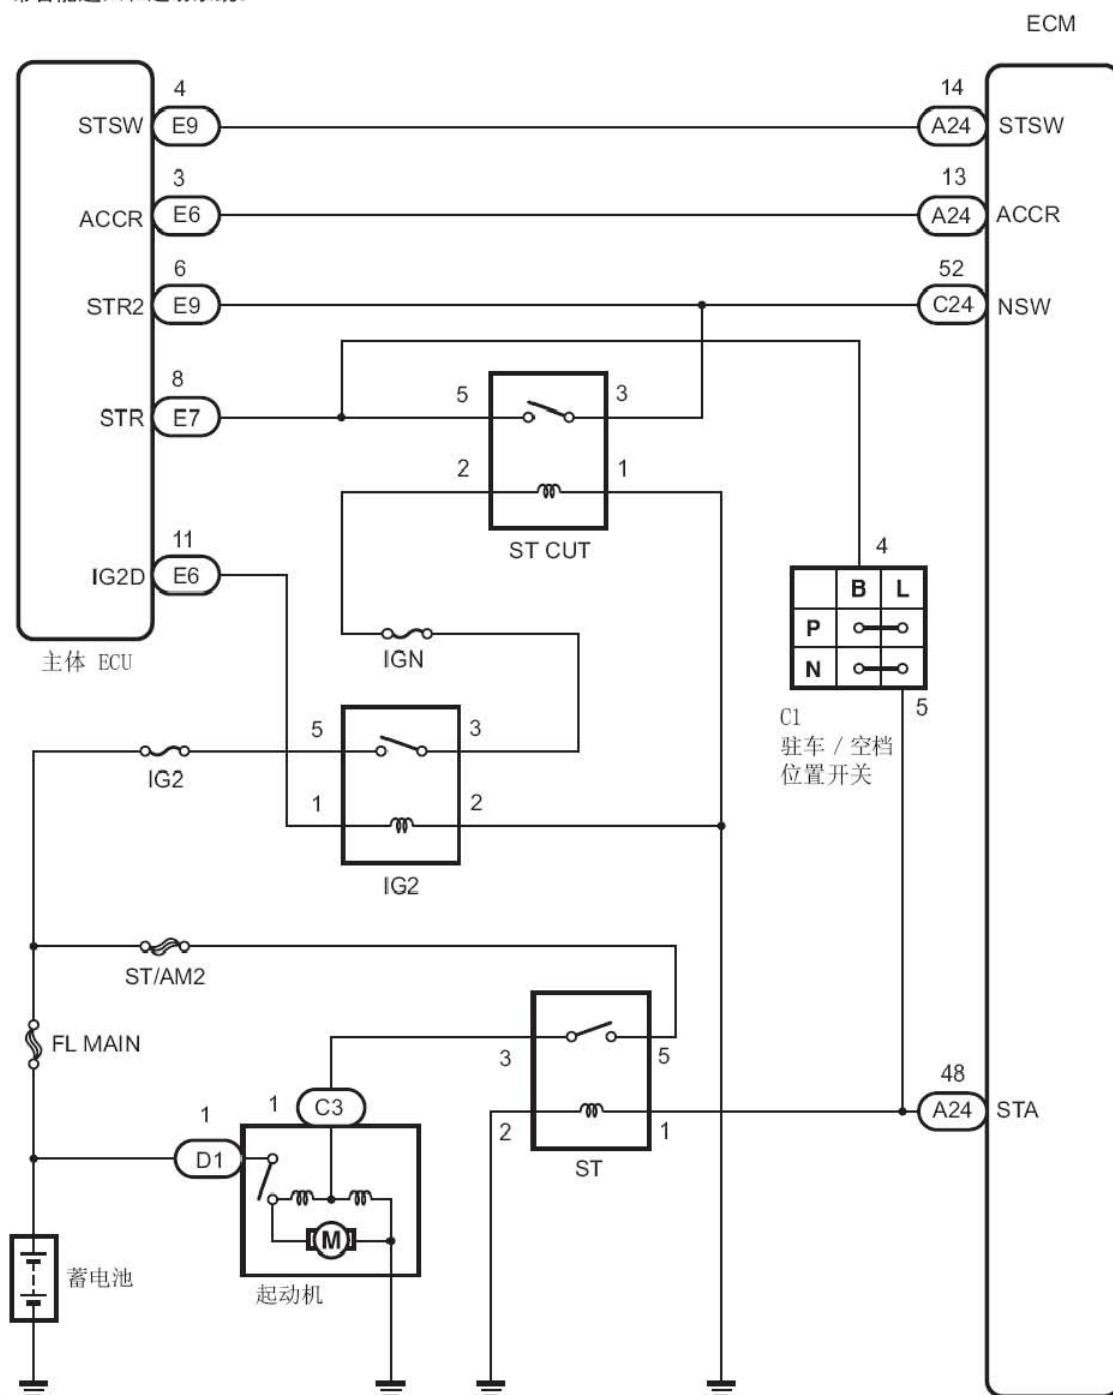 ECM
4
14
STSW E9
A24 STSW
3
13
ACCR E6
A24 ACCR
6
52
STR2 E9
C24 NSW
8
5
3
STR E7
2
1
ST CUT
11
4
IG2D E6
B L
P
N
主体 ECU
IGN
5
C1
驻车 / 空档
位置开关
5
3
IG2
1
2
IG2
ST/AM2
FL MAIN
3
5
48
A24 STA
1
1
C3
2
1
D1
ST
M
蓄电池
起动机